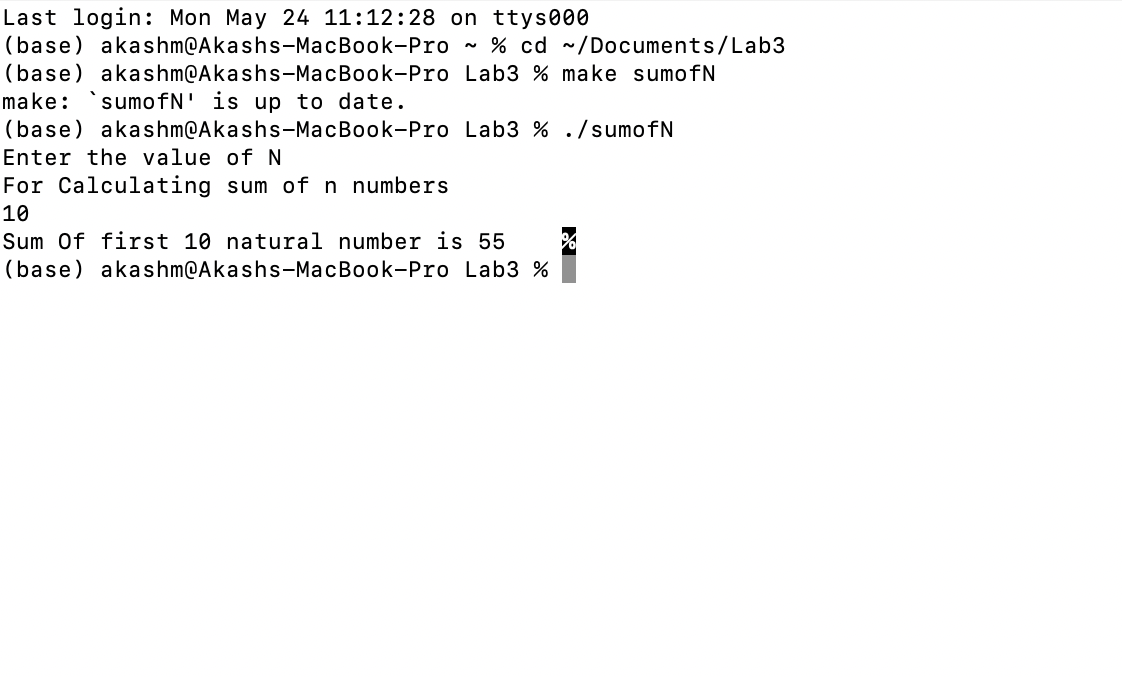 Last login: Mon May 24 11:12:28 on ttys000
(base) akashm@Akashs-MacBook-Pro ~ % cd ~/Documents/Lab3
(base) akashm@Akashs-MacBook-Pro Lab3 % make sumofN
make: `sumofN' is up to date.
(base) akashm@Akashs-MacBook-Pro Lab3 % ./sumofN
Enter the value of N
For Calculating sum of n numbers
10
Sum Of first 10 natural number is 55    %
(base) akashm@Akashs-MacBook-Pro Lab3 %